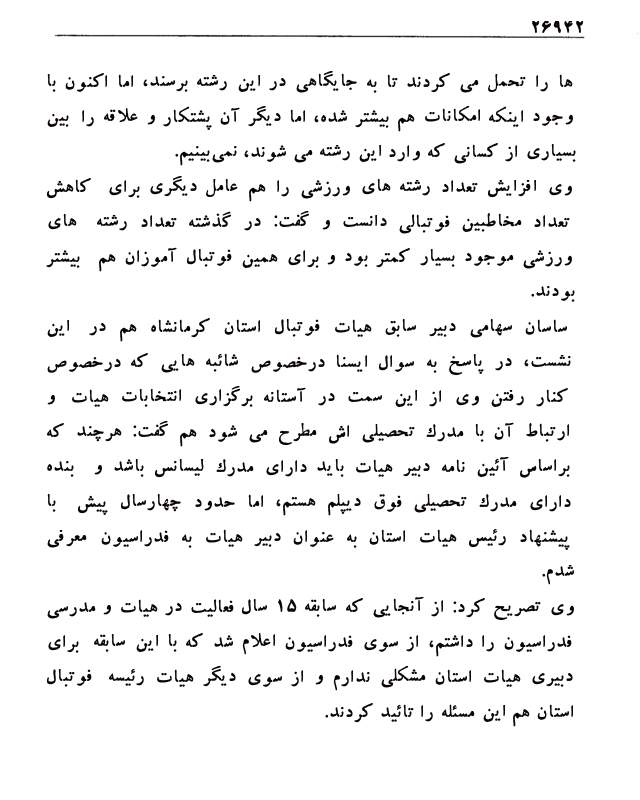 ۲۶۹۴۲
ها را تحمل می کردند تا به جایگاهی در این رشته برسند، اما اکنون با
وجود اینکه امکانات هم بیشتر شده، اما دیگر آن پشتکار و علاقه را بین
بسیاری از کسانی که وارد این رشته می شوند، نمی‌بینیم.
وی افزایش تعداد رشته های ورزشی را هم عامل دیگری برای کاهش
تعداد مخاطبین فوتبالی دانست و گفت: در گذشته تعداد رشته های
ورزشی موجود بسیار کمتر بود و برای همین فوتبال آموزان هم بیشتر
بودند.
ساسان سهامی دبیر سابق هیات فوتبال استان کرمانشاه هم در این
نشست، در پاسخ به سوال ایسنا درخصوص شائبه هایی که درخصوص
کنار رفتن وی از این سمت در آستانه برگزاری انتخابات هیات و
ارتباط آن با مدرك تحصیلی اش مطرح می شود هم گفت: هرچند که
براساس آئین نامه دبیر هیات باید دارای مدرك لیسانس باشد و بنده
دارای مدرك تحصیلی فوق دیپلم هستم، اما حدود چهارسال پیش با
پیشنهاد رئیس هیات استان به عنوان دبیر هیات به فدراسیون معرفی
شدم.
وی تصریح کرد: از آنجایی که سابقه ۱۵ سال فعالیت در هیات و مدرسی
فدراسیون را داشتم، از سوی فدراسیون اعلام شد که با این سابقه برای
دبیری هیات استان مشکلی ندارم و از سوی دیگر هیات رئیسه فوتبال
استان هم این مسئله را تائید کردند.